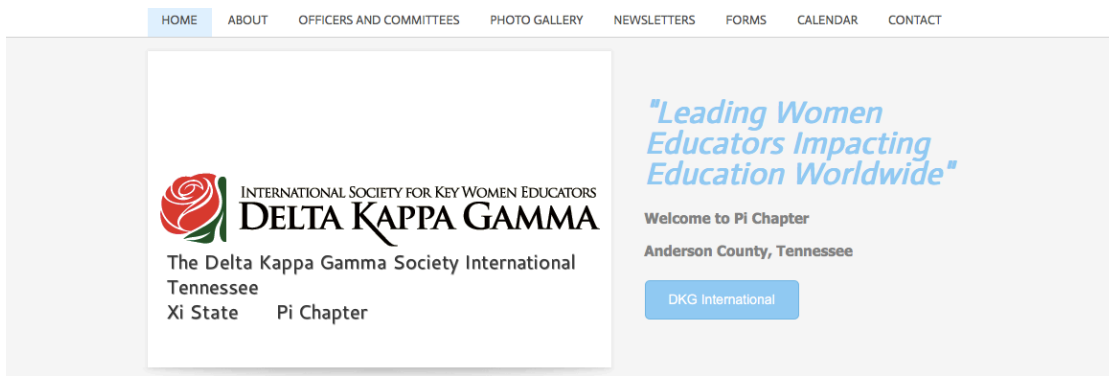 HOME ABOUT OFFICERS AND COMMITTEES PHOTO GALLERY NEWSLETTERS FORMS CALENDAR CONTACT
INTERNATIONAL SOCIETY FOR KEY WOMEN EDUCATORS
DELTA KAPPA GAMMA
The Delta Kappa Gamma Society International
Tennessee
Xi State Pi Chapter
"Leading Women
Educators Impacting
Education Worldwide"
Welcome to Pi Chapter
Anderson County, Tennessee
DKG International